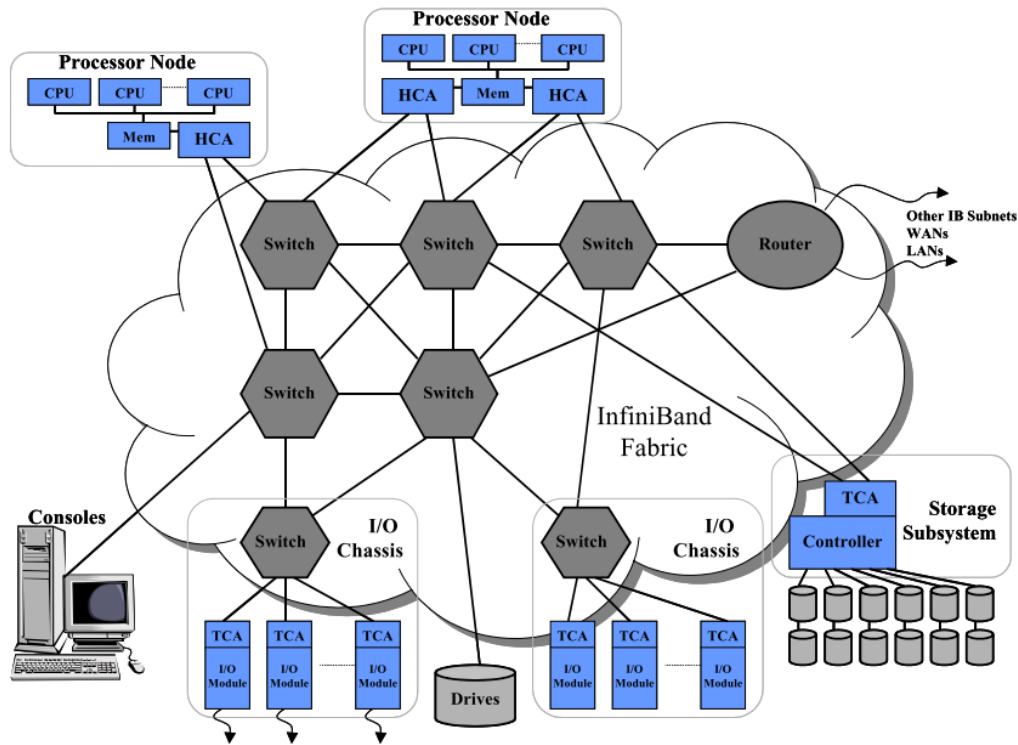 Processor Node
CPU CPU CPU
HCA Mem HCA
Processor Node
CPU CPU CPU
Mem HCA
Switch Switch Switch Router
Other IB Subnets
WANs
LANs
Switch Switch
InfiniBand
Fabric
Consoles
Switch
I/O
Chassis
Switch
I/O
Chassis
TCA
Controller
Storage
Subsystem
TCA TCA TCA
I/O I/O I/O
Module Module Module
Drives
TCA TCA TCA
I/O I/O I/O
Module Module Module